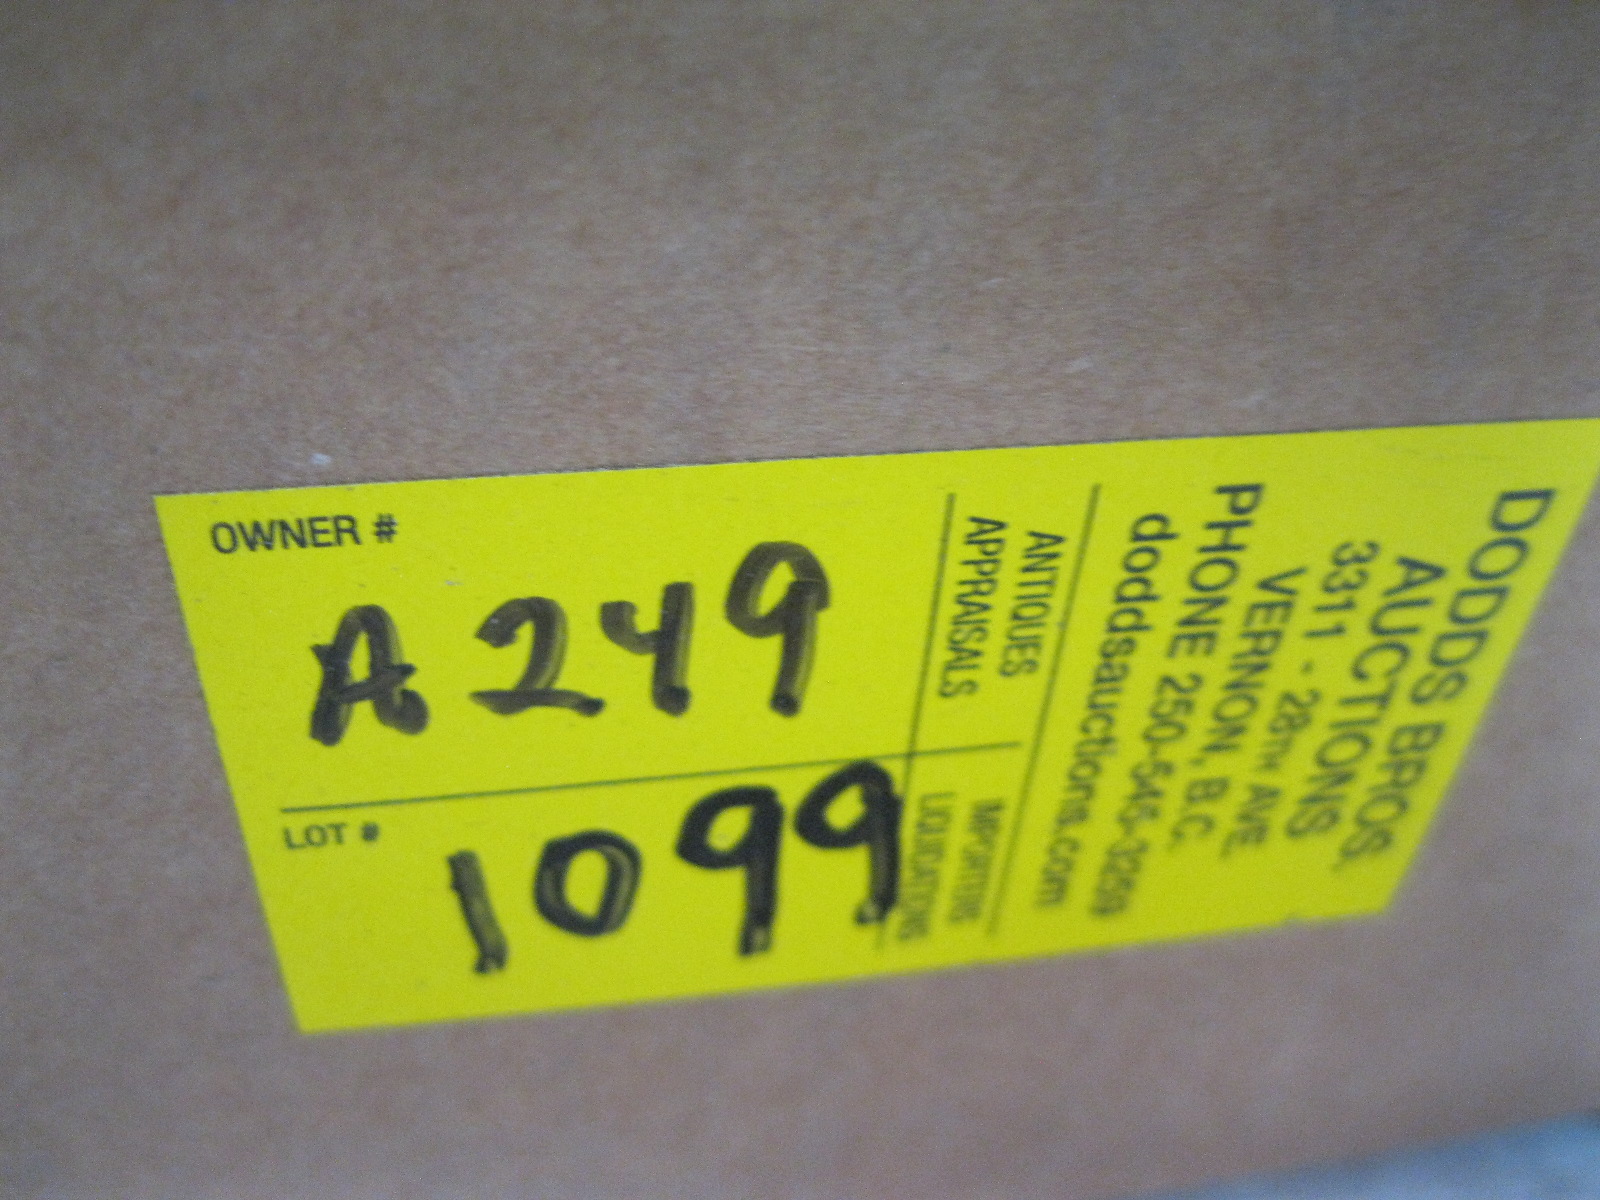 OWNER #
A249
LOT #
1099
ANTIQUES
APPRAISALS
IMPORTERS
LIQUIDATIONS
DODDS BROS.
AUCTIONS
3311 - 28TH AVE.
VERNON, B.C.
PHONE 250-545-3259
doddsauctions.com